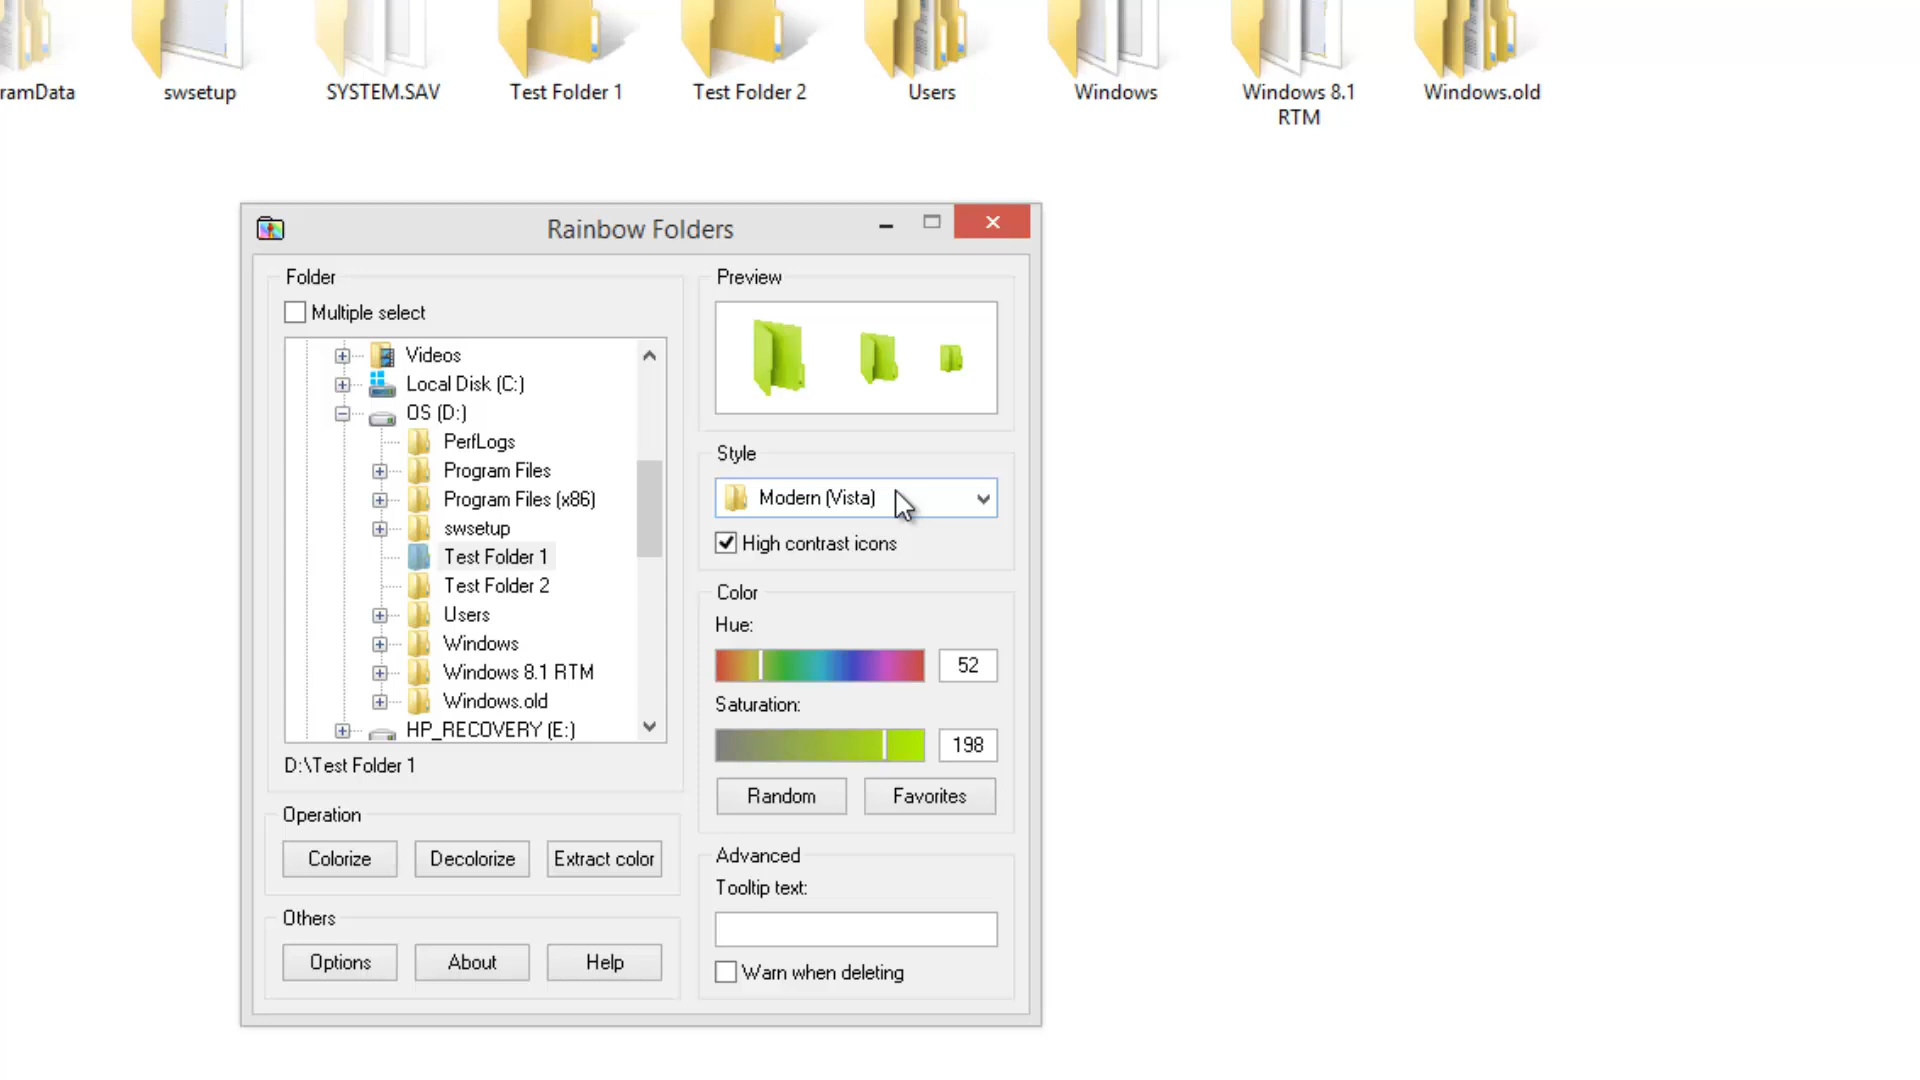 ramData
swsetup
SYSTEM.SAV
Test Folder 1
Test Folder 2
Users
Windows
Windows 8.1
RTM
Windows.old
Rainbow Folders
Folder
Multiple select
Videos
Local Disk (C:)
OS (D:)
PerfLogs
Program Files
Program Files (x86)
swsetup
Test Folder 1
Test Folder 2
Users
Windows
Windows 8.1 RTM
Windows.old
HP_RECOVERY (E:)
D:\Test Folder 1
Operation
Colorize
Decolorize
Extract color
Others
Options
About
Help
Preview
Style
Modern (Vista)
High contrast icons
Color
Hue:
52
Saturation:
198
Random
Favorites
Advanced
Tooltip text:
Warn when deleting